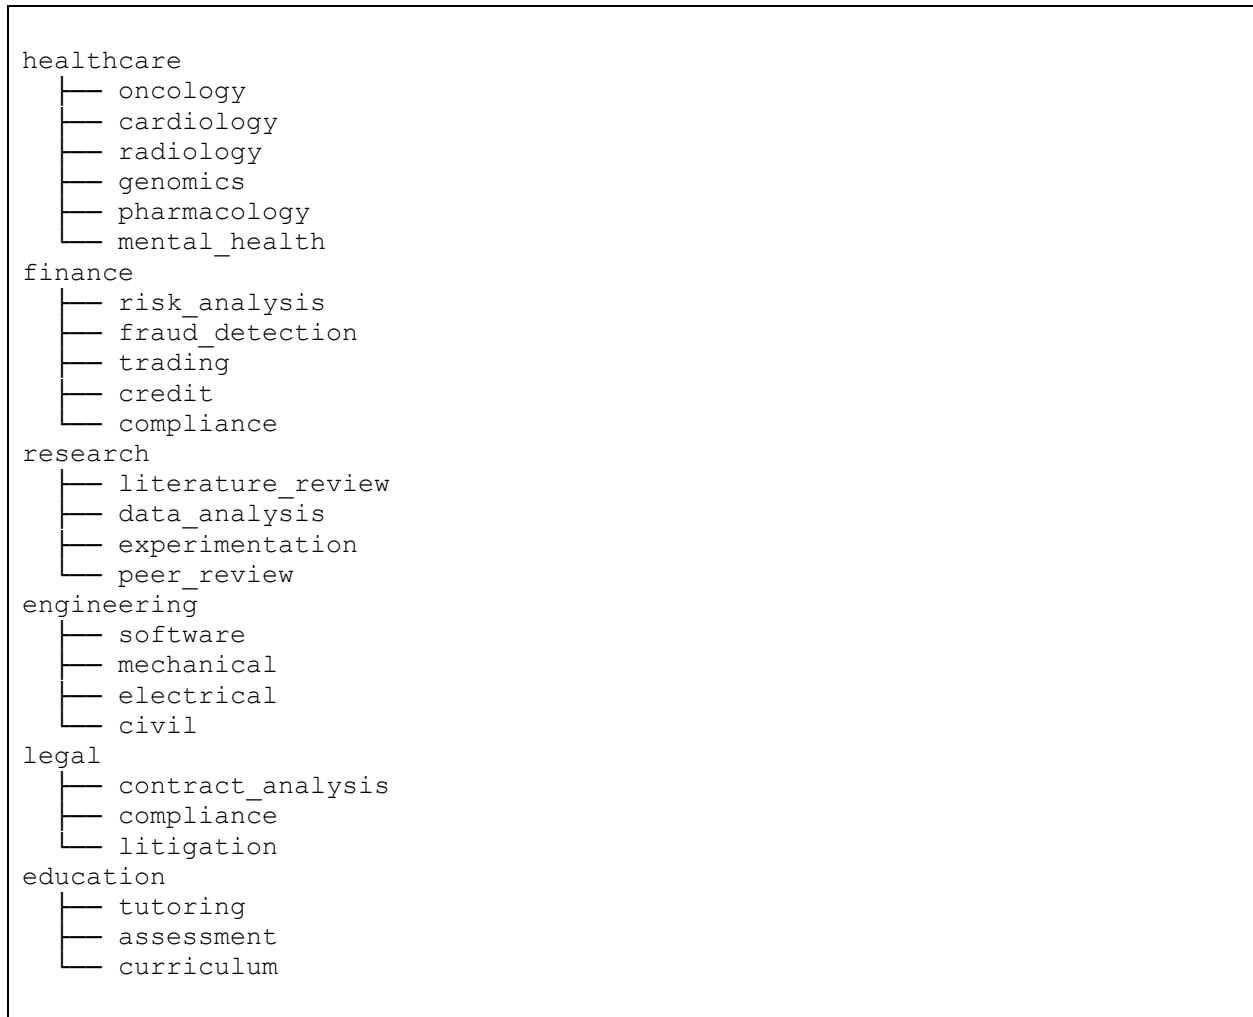 healthcare
├── oncology
├── cardiology
├── radiology
├── genomics
├── pharmacology
└── mental_health
finance
├── risk_analysis
├── fraud_detection
├── trading
├── credit
└── compliance
research
├── literature_review
├── data_analysis
├── experimentation
└── peer_review
engineering
├── software
├── mechanical
├── electrical
└── civil
legal
├── contract_analysis
├── compliance
└── litigation
education
├── tutoring
├── assessment
└── curriculum